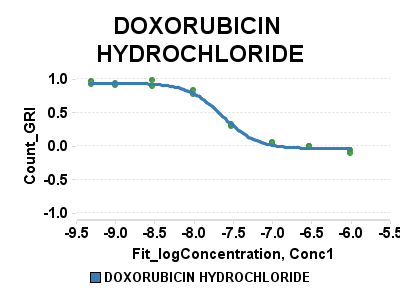 DOXORUBICIN
HYDROCHLORIDE
1.0
0.5
0.0
-0.5
-1.0
Count_GRI
-9.5 -9.0 -8.5 -8.0 -7.5 -7.0 -6.5 -6.0 -5.5
Fit_logConcentration, Conc1
DOXORUBICIN HYDROCHLORIDE